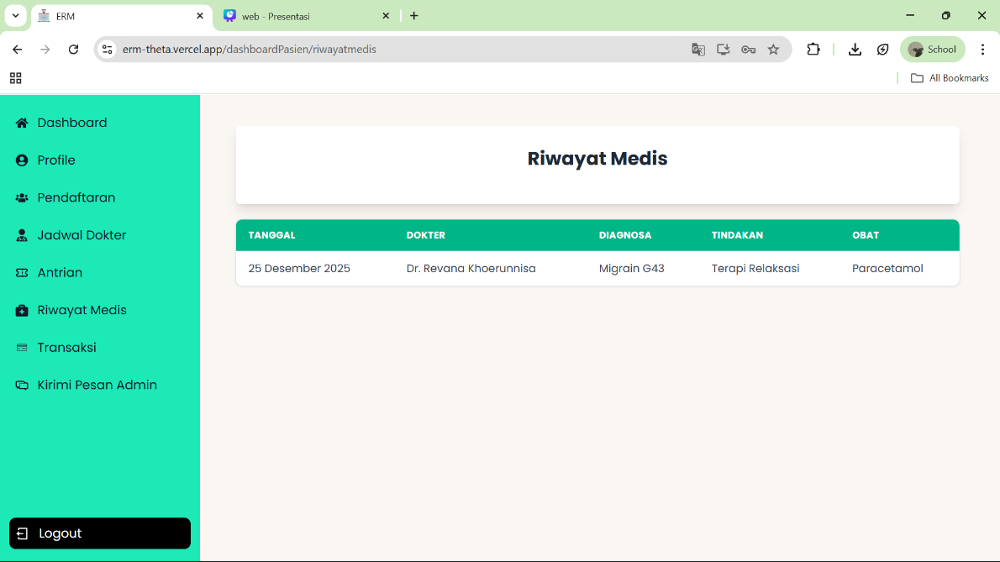 ERM
web - Presentasi
erm-theta.vercel.app/dashboardPasien/riwayatmedis
School
All Bookmarks
Dashboard
Profile
Pendaftaran
Jadwal Dokter
Antrian
Riwayat Medis
Transaksi
Kirimi Pesan Admin
Logout
Riwayat Medis
TANGGAL DOKTER DIAGNOSA TINDAKAN OBAT
25 Desember 2025 Dr. Revana Khoerunnisa Migrain G43 Terapi Relaksasi Paracetamol